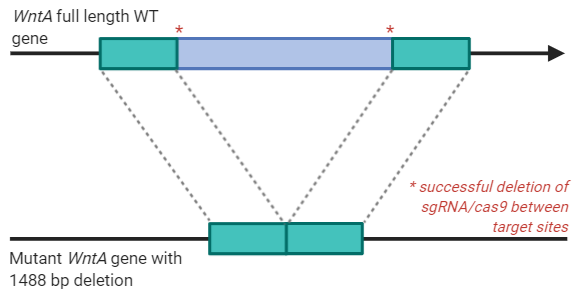 WntA full length WT
gene
* *
* successful deletion of
sgRNA/cas9 between
target sites
Mutant WntA gene with
1488 bp deletion